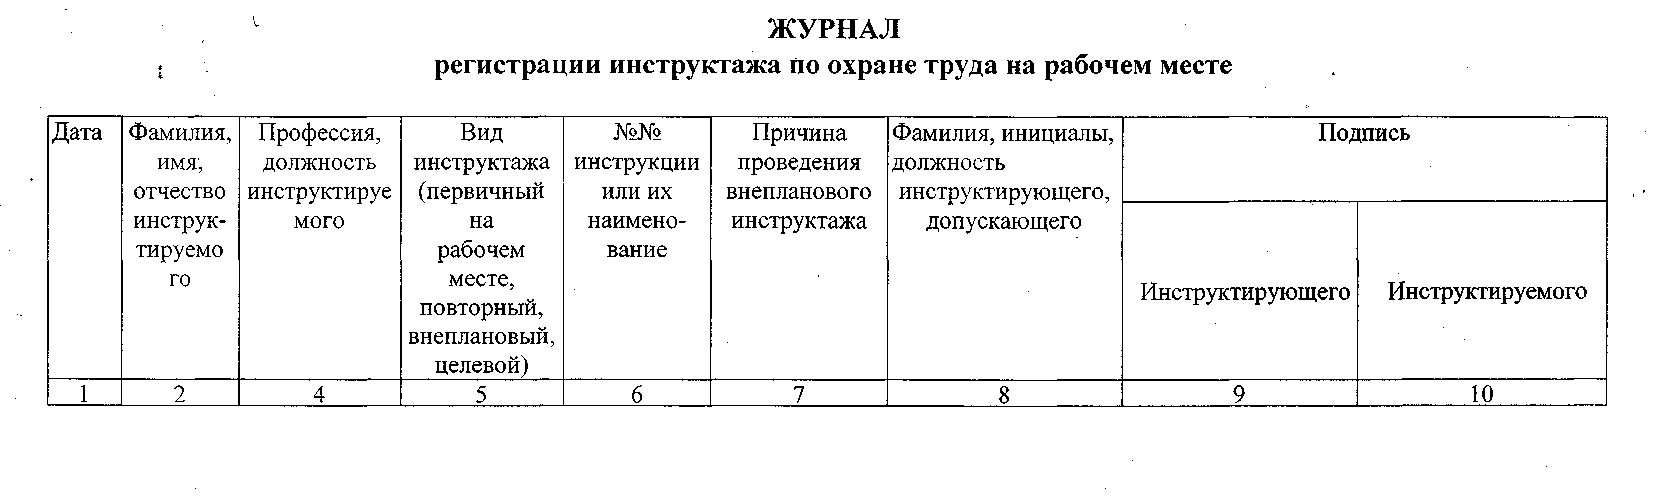 ЖУРНАЛ
регистрации инструктажа по охране труда на рабочем месте
Дата
Фамилия,
имя,
отчество
инструк-
тируемо
го
Профессия,
должность
инструктируе
мого
Вид
инструктажа
(первичный
на
рабочем
месте,
повторный,
внеплановый,
целевой)
№№
инструкции
или их
наимено-
вание
Причина
проведения
внепланового
инструктажа
Фамилия, инициалы,
должность
инструктирующего,
допускающего
Подпись
Инструктирующего
Инструктируемого
1
2
4
5
6
7
8
9
10